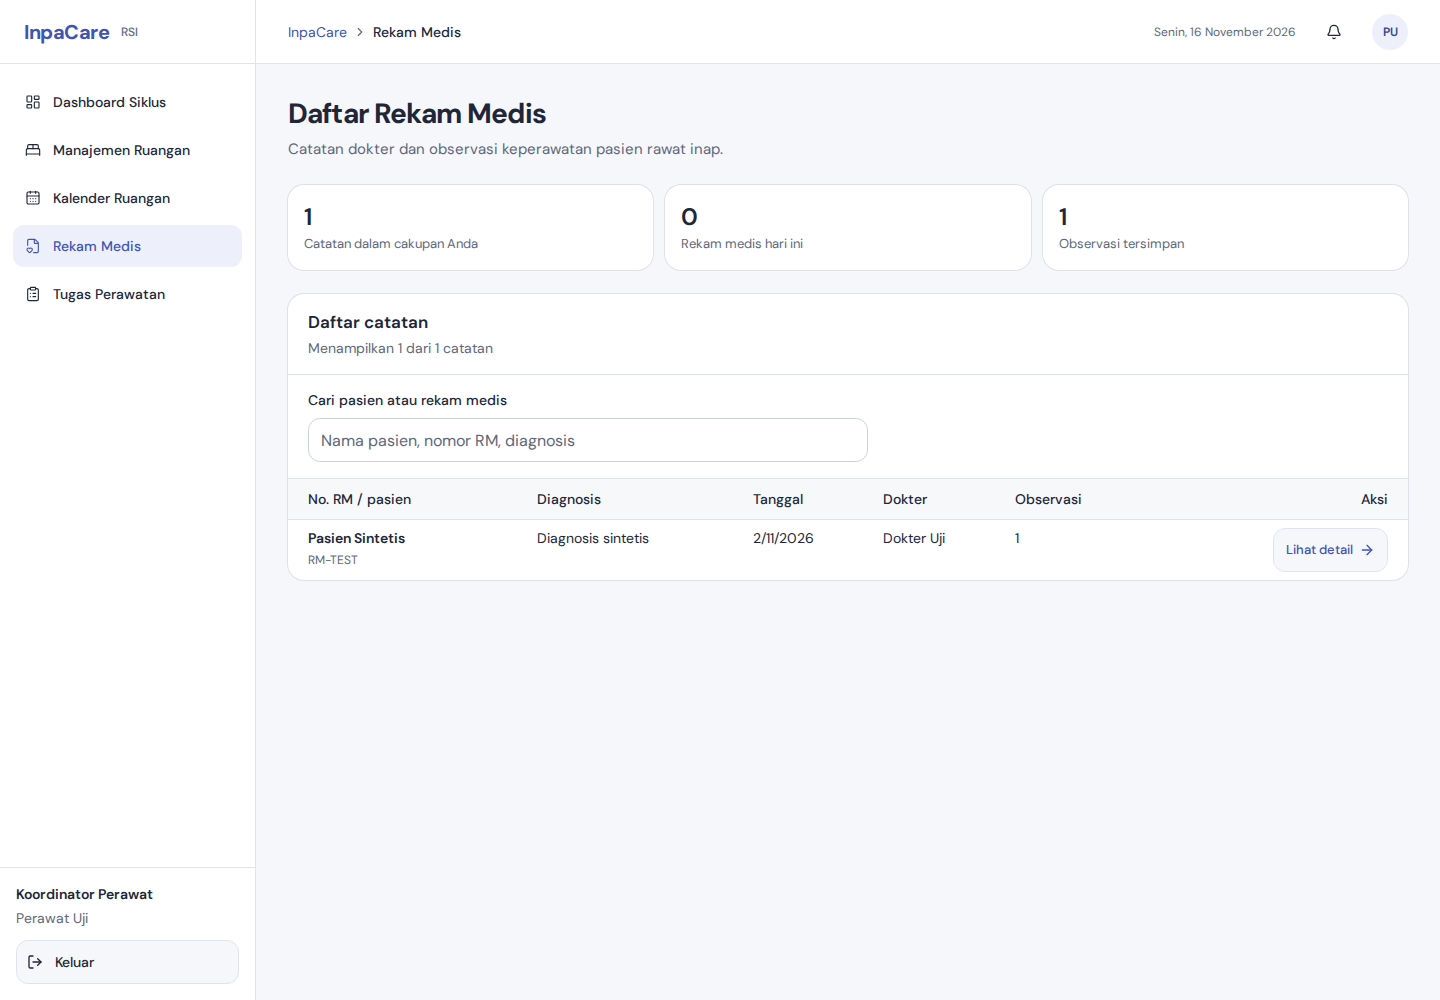 InpaCare RSI
InpaCare > Rekam Medis
Senin, 16 November 2026
PU
Dashboard Siklus
Manajemen Ruangan
Kalender Ruangan
Rekam Medis
Tugas Perawatan
Koordinator Perawat
Perawat Uji
Keluar
Daftar Rekam Medis
Catatan dokter dan observasi keperawatan pasien rawat inap.
1
Catatan dalam cakupan Anda
0
Rekam medis hari ini
1
Observasi tersimpan
Daftar catatan
Menampilkan 1 dari 1 catatan
Cari pasien atau rekam medis
Nama pasien, nomor RM, diagnosis
No. RM / pasien Diagnosis Tanggal Dokter Observasi Aksi
Pasien Sintetis Diagnosis sintetis 2/11/2026 Dokter Uji 1 Lihat detail
RM-TEST